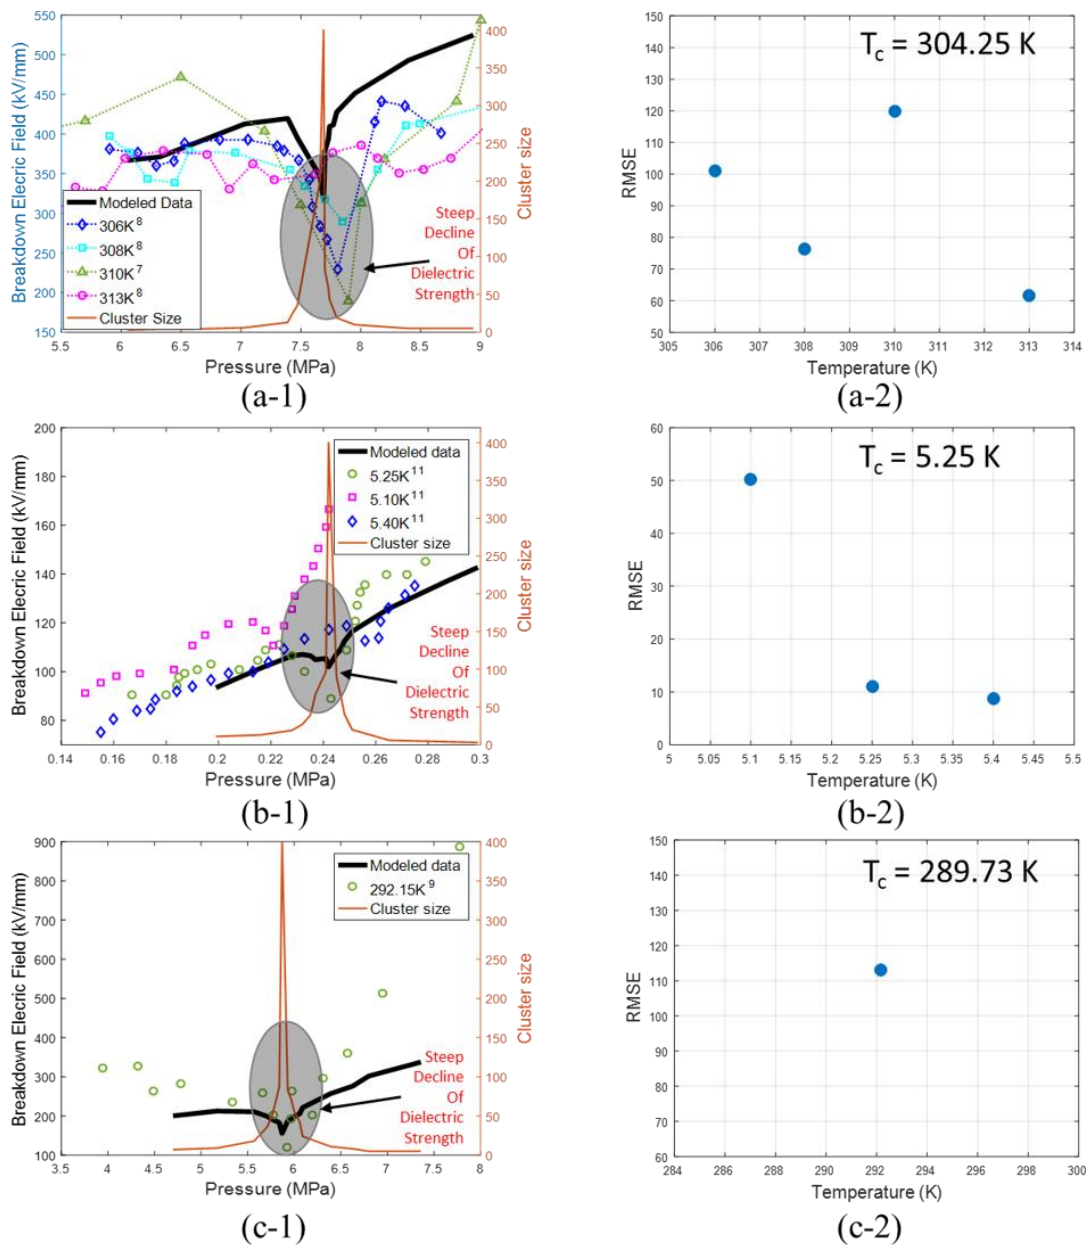 550
500
450
400
350
300
250
200
150
Breakdown Elecric Field (kV/mm)
Modeled Data
306K⁸
308K⁸
310K⁷
313K⁸
Cluster Size
Steep
Decline
Of
Dielectric
Strength
400
350
300
250
200
150
100
50
0
Cluster size
5.5 6 6.5 7 7.5 8 8.5 9
Pressure (MPa)
(a-1)
150
140
130
120
110
100
90
80
70
60
50
RMSE
T_c = 304.25 K
305 306 307 308 309 310 311 312 313 314
Temperature (K)
(a-2)
200
180
160
140
120
100
80
Breakdown Elecric Field (kV/mm)
Modeled data
5.25K¹¹
5.10K¹¹
5.40K¹¹
Cluster size
Steep
Decline
Of
Dielectric
Strength
400
350
300
250
200
150
100
50
0
Cluster size
0.14 0.16 0.18 0.2 0.22 0.24 0.26 0.28 0.3
Pressure (MPa)
(b-1)
60
50
40
30
20
10
0
RMSE
T_c = 5.25 K
5 5.05 5.1 5.15 5.2 5.25 5.3 5.35 5.4 5.45 5.5
Temperature (K)
(b-2)
900
800
700
600
500
400
300
200
100
Breakdown Elecric Field (kV/mm)
Modeled data
292.15K⁹
Cluster size
Steep
Decline
Of
Dielectric
Strength
400
350
300
250
200
150
100
50
0
Cluster size
3.5 4 4.5 5 5.5 6 6.5 7 7.5 8
Pressure (MPa)
(c-1)
150
140
130
120
110
100
90
80
70
60
RMSE
T_c = 289.73 K
284 286 288 290 292 294 296 298 300
Temperature (K)
(c-2)